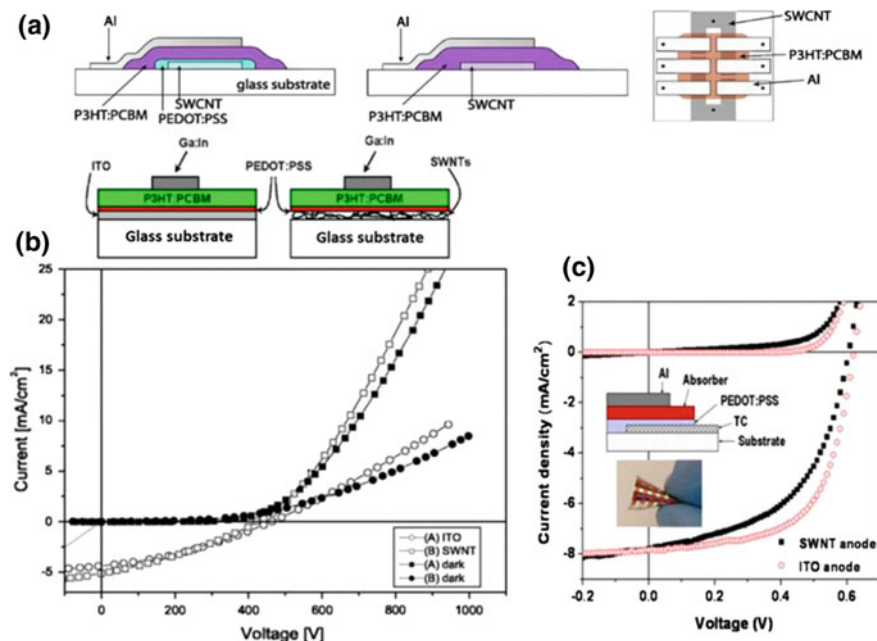 (a)
Al
Al
SWCNT
P3HT:PCBM
Al
glass substrate
SWCNT
P3HT:PCBM
PEDOT:PSS
SWCNT
P3HT:PCBM
Ga:In
Ga:In
ITO
PEDOT:PSS
SWNTs
P3HT:PCBM
P3HT:PCBM
Glass substrate
Glass substrate
(b)
25
20
15
10
5
0
-5
0
200
400
600
800
1000
Current [mA/cm²]
Voltage [V]
(A) ITO
(B) SWNT
(A) dark
(B) dark
(c)
2
0
-2
-4
-6
-8
-0.2
0.0
0.2
0.4
0.6
Current density (mA/cm²)
Voltage (V)
Al
Absorber
PEDOT:PSS
TC
Substrate
SWNT anode
ITO anode